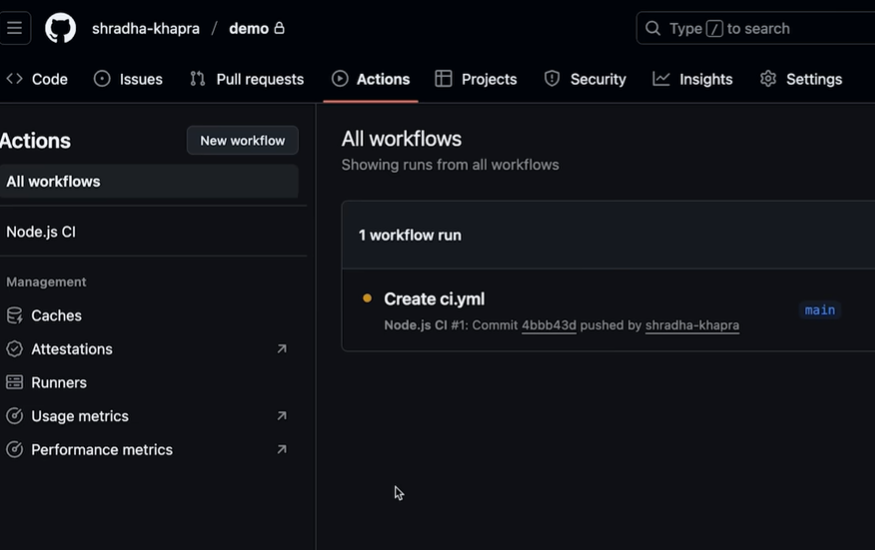 shradha-khapra / demo
Type / to search
Code Issues Pull requests Actions Projects Security Insights Settings
Actions
New workflow
All workflows
Node.js CI
Management
Caches
Attestations
Runners
Usage metrics
Performance metrics
All workflows
Showing runs from all workflows
1 workflow run
Create ci.yml
main
Node.js CI #1: Commit 4bbb43d pushed by shradha-khapra